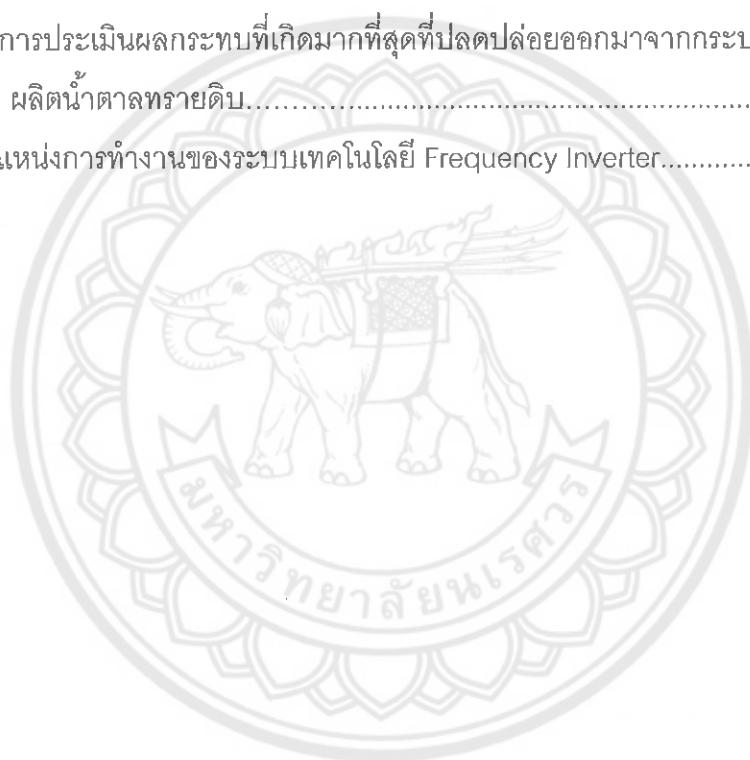 การประเมินผลกระทบที่เกิดมากที่สุดที่ปลดปล่อยออกมาจากกระบ
ผลิตน้ำตาลทรายดิบ................................................................
แหน่งการทำงานของระบบเทคโนโลยี Frequency Inverter.............
มหาวิทยาลัยนเรศวร